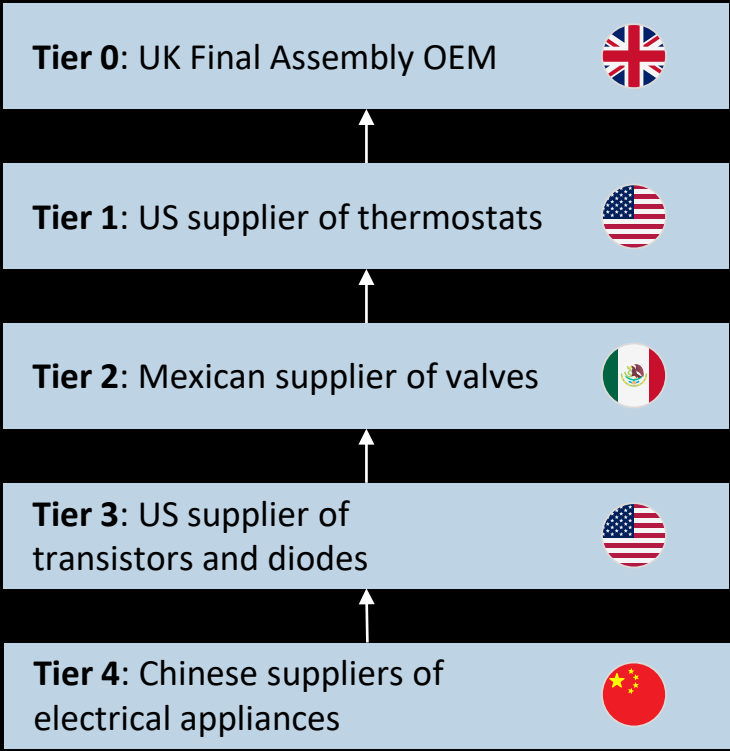 Tier 0: UK Final Assembly OEM
Tier 1: US supplier of thermostats
Tier 2: Mexican supplier of valves
Tier 3: US supplier of
transistors and diodes
Tier 4: Chinese suppliers of
electrical appliances